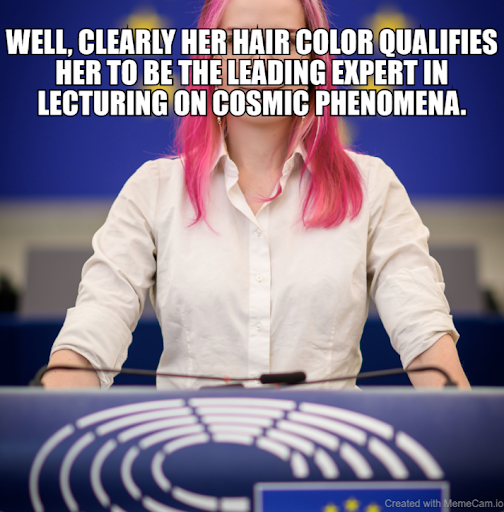 WELL, CLEARLY HER HAIR COLOR QUALIFIES
HER TO BE THE LEADING EXPERT IN
LECTURING ON COSMIC PHENOMENA.
Created with MemeCam.io